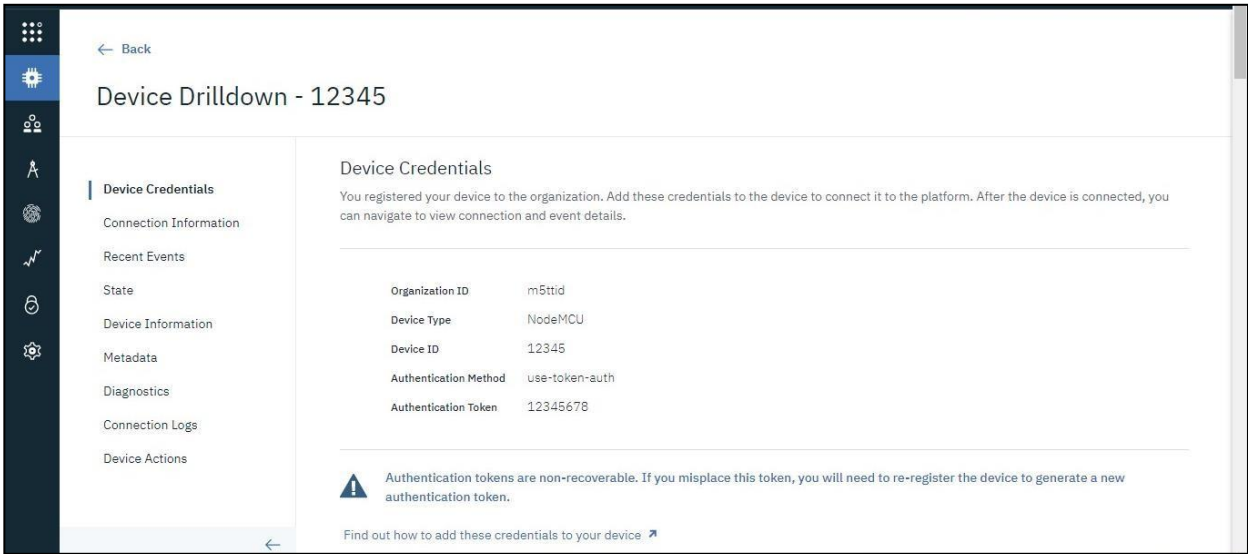 ← Back
Device Drilldown - 12345
Device Credentials
Connection Information
Recent Events
State
Device Information
Metadata
Diagnostics
Connection Logs
Device Actions
Device Credentials
You registered your device to the organization. Add these credentials to the device to connect it to the platform. After the device is connected, you
can navigate to view connection and event details.
Organization ID m5ttid
Device Type NodeMCU
Device ID 12345
Authentication Method use-token-auth
Authentication Token 12345678
Authentication tokens are non-recoverable. If you misplace this token, you will need to re-register the device to generate a new
authentication token.
Find out how to add these credentials to your device